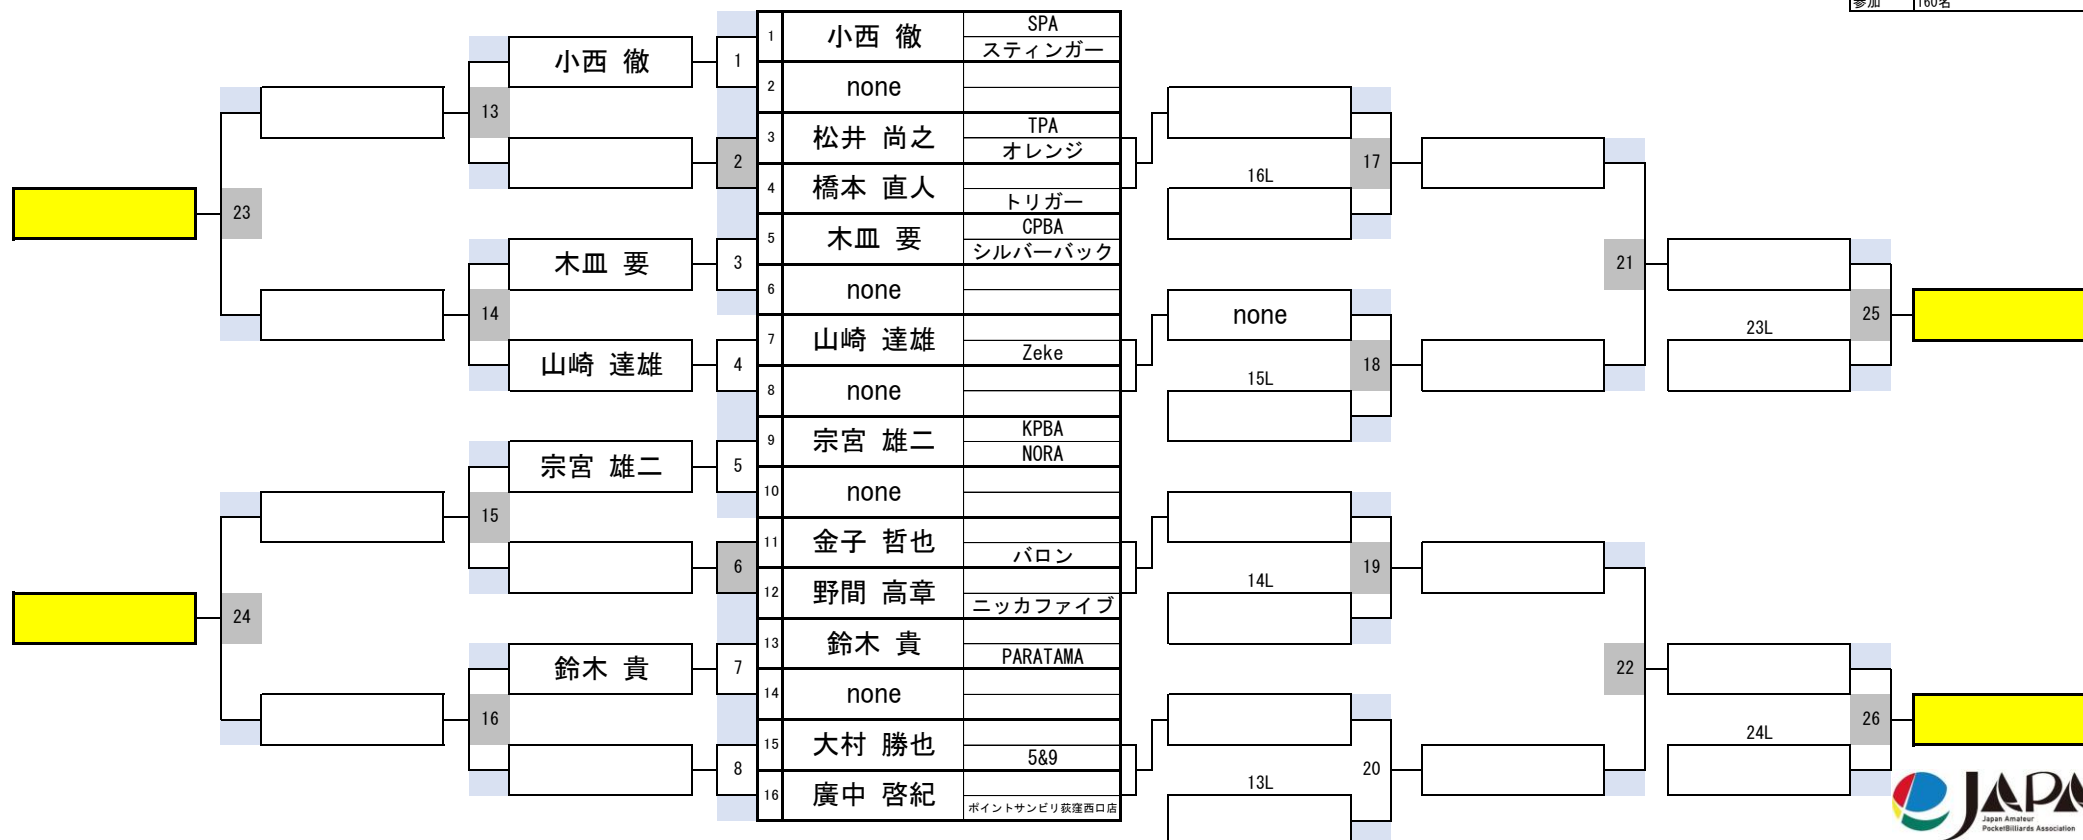 参加 160名
1 小西 徹 SPA
スティンガー
2 none
3 松井 尚之 TPA
オレンジ
4 橋本 直人
トリガー
5 木皿 要 CPBA
シルバーバック
6 none
7 山崎 達雄
Zeke
8 none
9 宗宮 雄二 KPBA
NORA
10 none
11 金子 哲也
バロン
12 野間 高章
ニッカファイブ
13 鈴木 貴
PARATAMA
14 none
15 大村 勝也
5&9
16 廣中 啓紀
ポイントサンビリ荻窪西口店
小西 徹 1
13
2
23
木皿 要 3
14
山崎 達雄 4
宗宮 雄二 5
15
6
24
鈴木 貴 7
16
8
17
16L
21
none
18
15L
25
23L
19
14L
22
20
13L
26
24L
JAPA
Japan Amateur
PocketBilliards Association